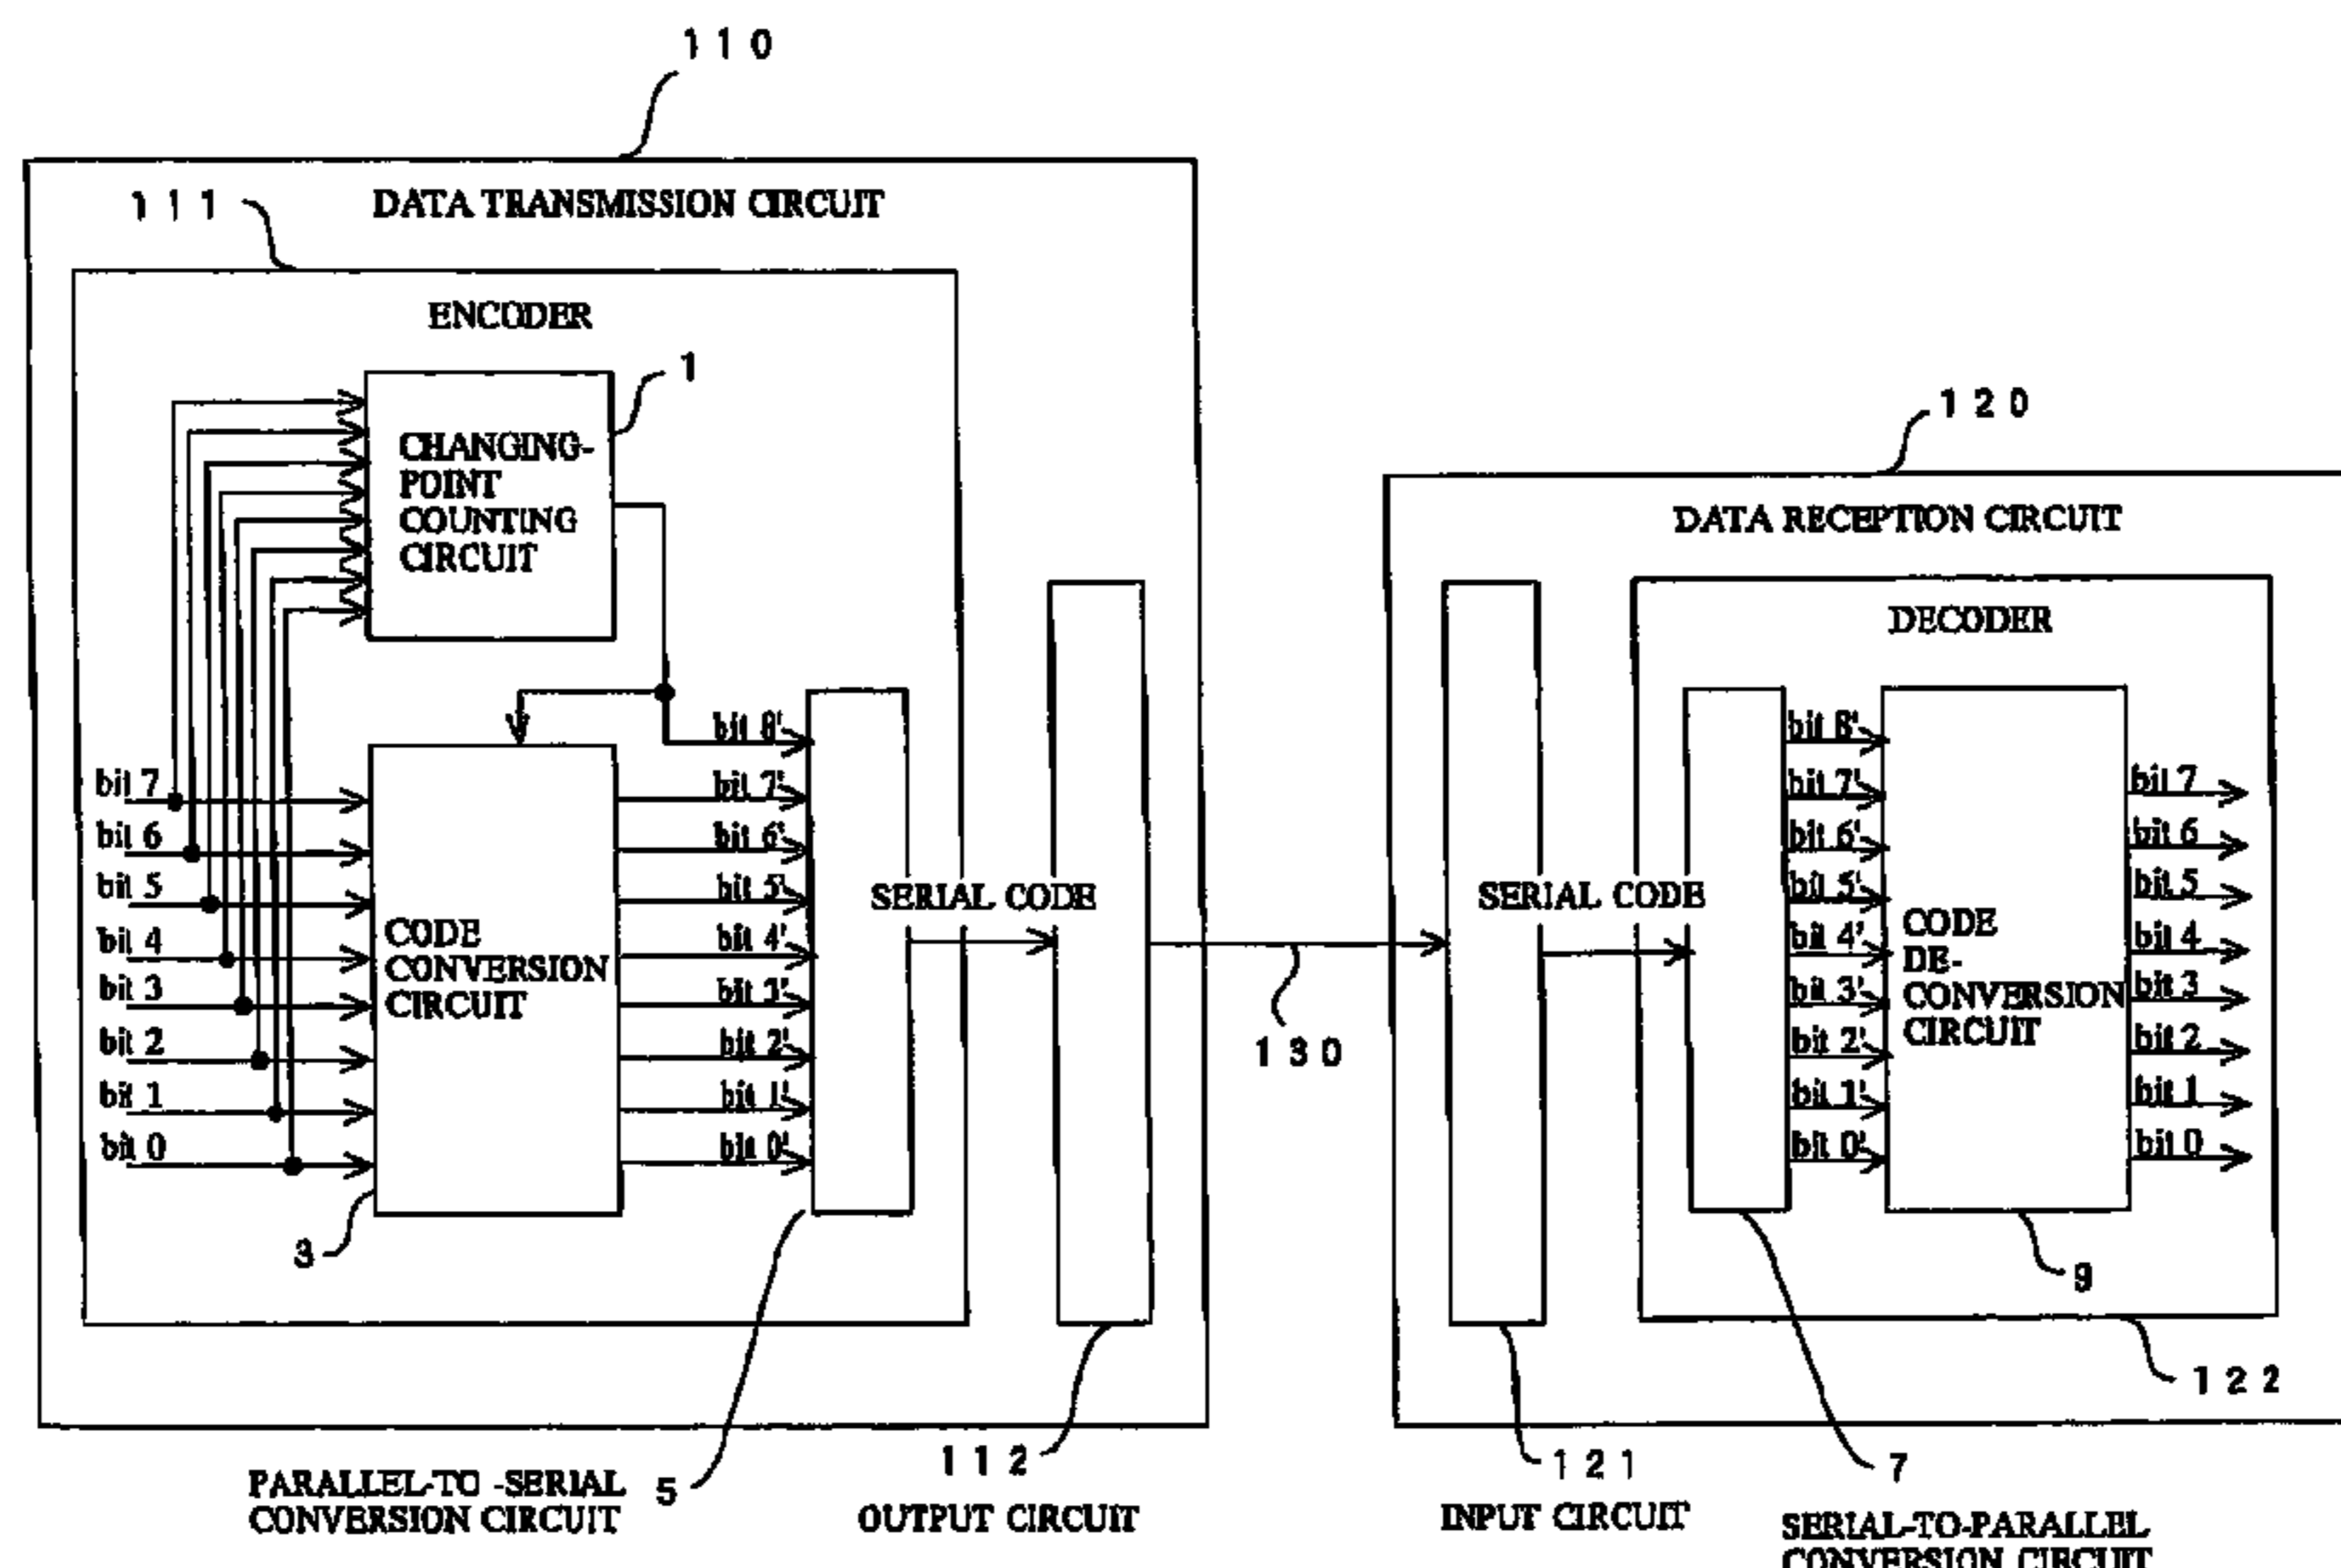 110
111
DATA TRANSMISSION CIRCUIT
ENCODER
1
CHANGING-
POINT
COUNTING
CIRCUIT
120
DATA RECEPTION CIRCUIT
DECODER
bit 8'
bit 7'
bit 6'
bit 5'
bit 4'
bit 3'
bit 2'
bit 1'
bit 0'
bit 7
bit 6
bit 5
bit 4
bit 3
bit 2
bit 1
bit 0
CODE
CONVERSION
CIRCUIT
3
SERIAL CODE
130
SERIAL CODE
bit 8'
bit 7'
bit 6'
bit 5'
bit 4'
bit 3'
bit 2'
bit 1'
bit 0'
CODE
DE-
CONVERSION
CIRCUIT
bit 7
bit 6
bit 5
bit 4
bit 3
bit 2
bit 1
bit 0
9
122
PARALLEL-TO -SERIAL
CONVERSION CIRCUIT
5
112
OUTPUT CIRCUIT
121
INPUT CIRCUIT
7
SERIAL-TO-PARALLEL
CONVERSION CIRCUIT